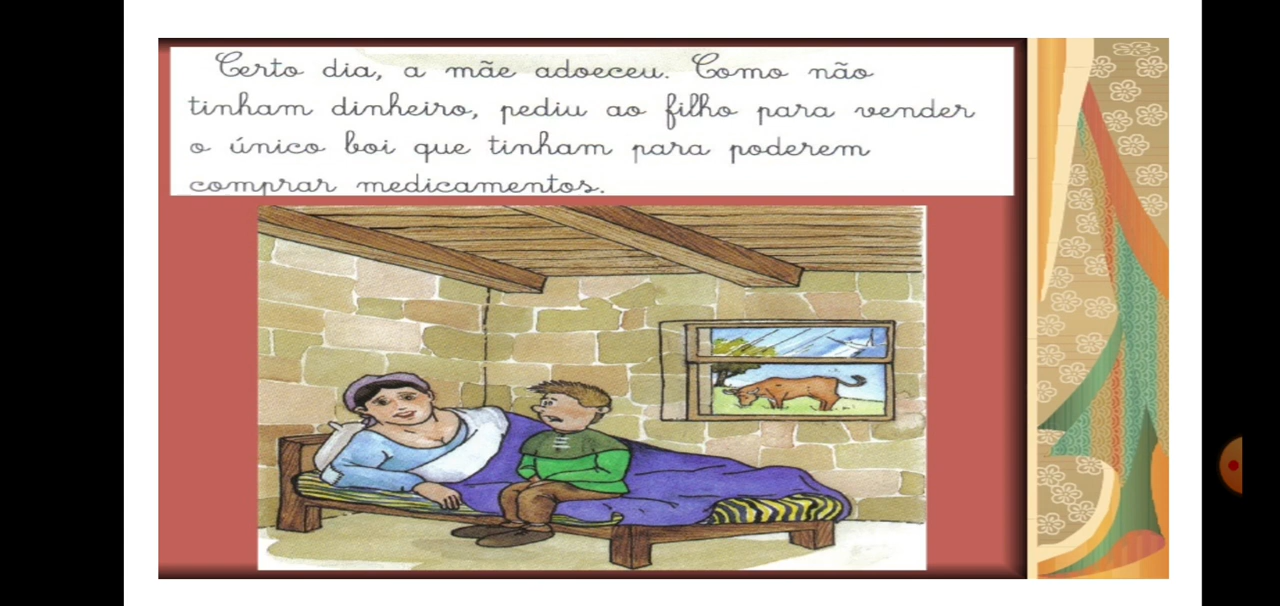 Certo dia, a mãe adoeceu. Como não
tinham dinheiro, pediu ao filho para vender
o único boi que tinham para poderem
comprar medicamentos.